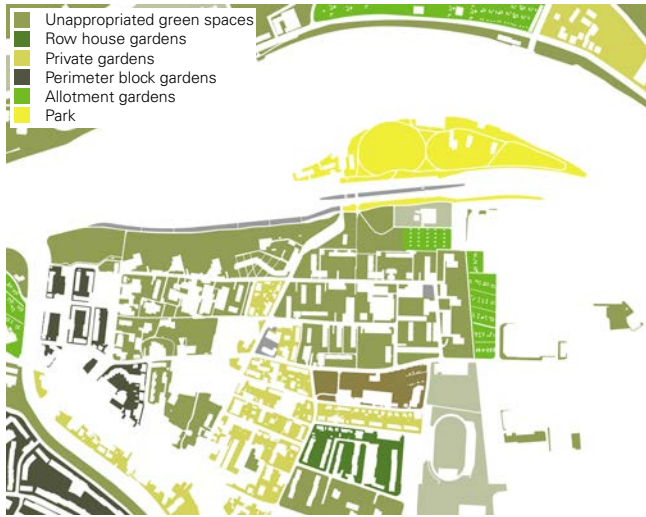 Unappropriated green spaces
Row house gardens
Private gardens
Perimeter block gardens
Allotment gardens
Park